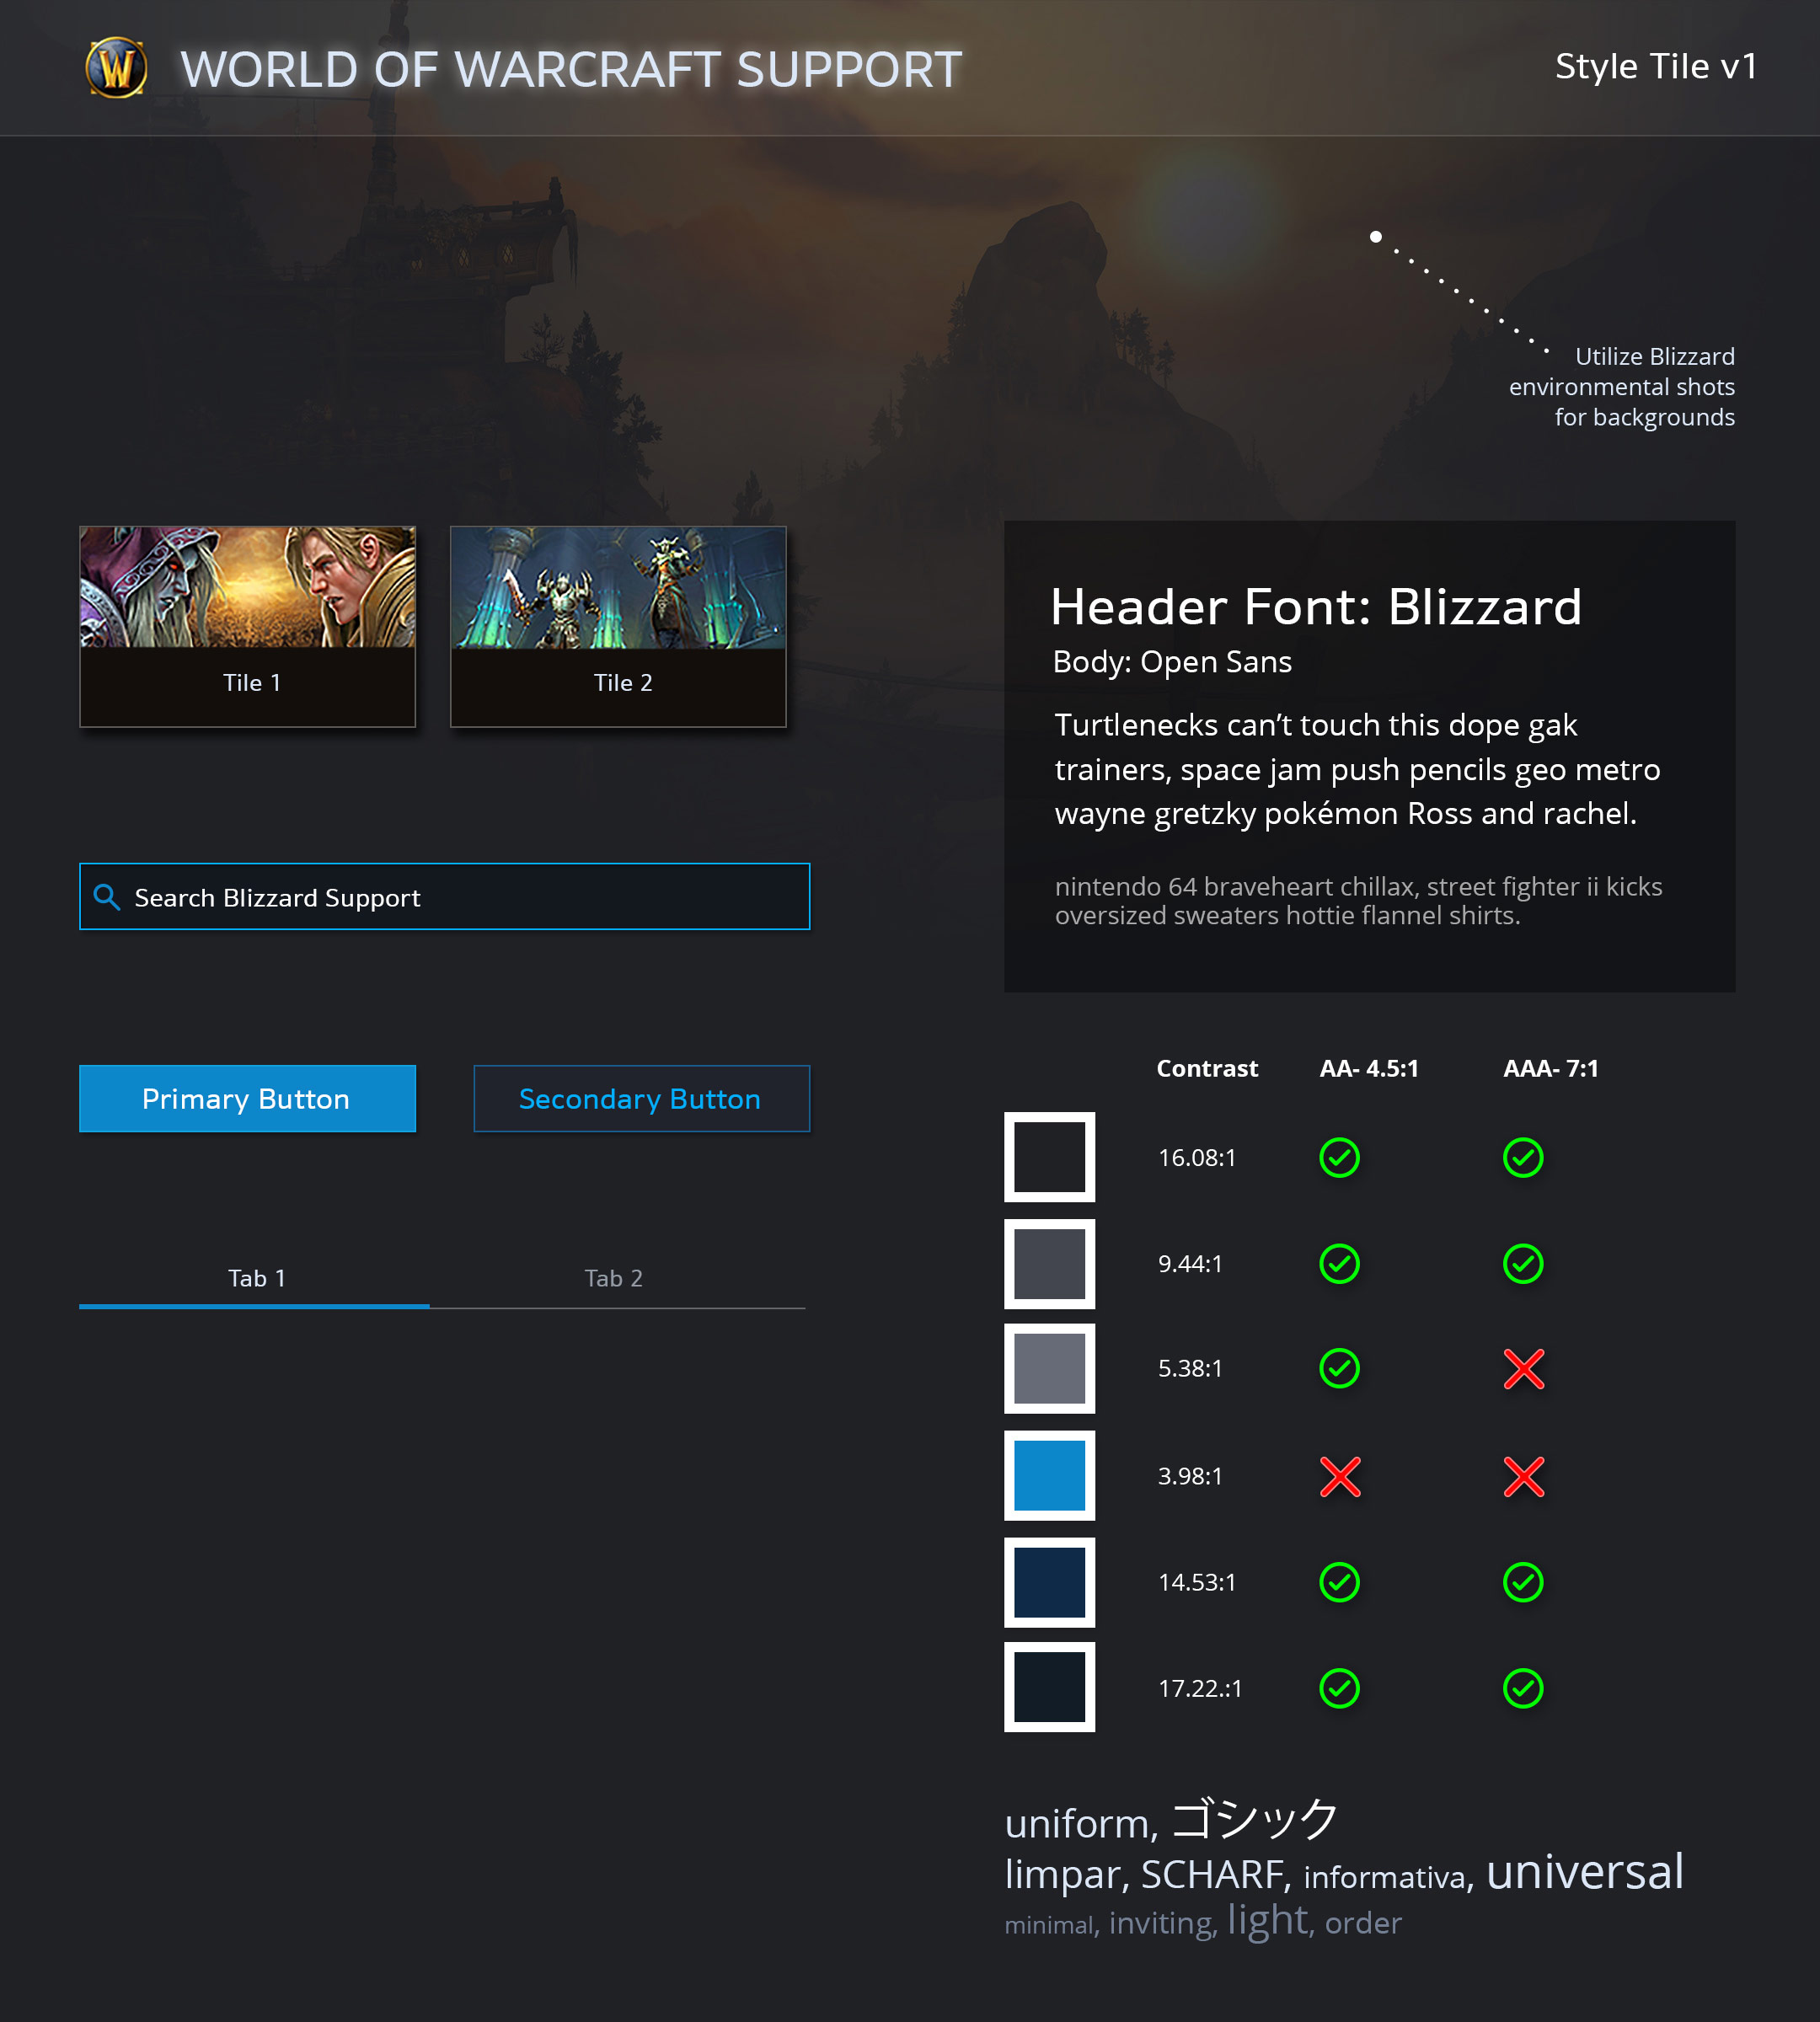 WORLD OF WARCRAFT SUPPORT
Style Tile v1
Utilize Blizzard
environmental shots
for backgrounds
Tile 1
Tile 2
Search Blizzard Support
Primary Button
Secondary Button
Tab 1
Tab 2
Header Font: Blizzard
Body: Open Sans
Turtlenecks can’t touch this dope gak
trainers, space jam push pencils geo metro
wayne gretzky pokémon Ross and rachel.
nintendo 64 braveheart chillax, street fighter ii kicks
oversized sweaters hottie flannel shirts.
Contrast AA- 4.5:1 AAA- 7:1
16.08:1
9.44:1
5.38:1
3.98:1
14.53:1
17.22.:1
uniform, ゴシック
limpar, SCHARF, informativa, universal
minimal, inviting, light, order